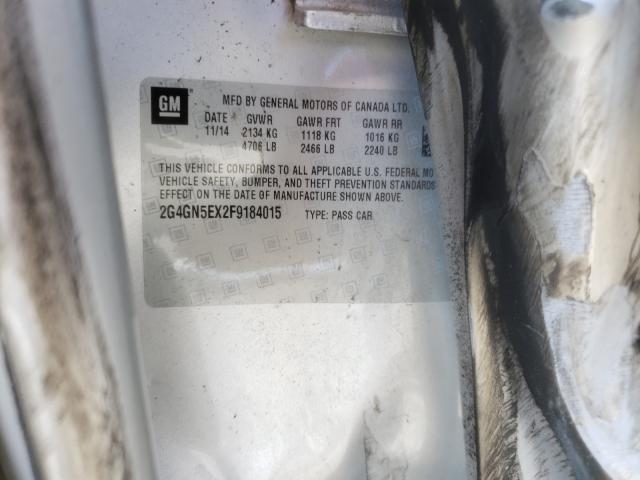 GM
MFD BY GENERAL MOTORS OF CANADA LTD.
DATE GVWR GAWR FRT GAWR RR
11/14 2134 KG 1118 KG 1016 KG
4706 LB 2466 LB 2240 LB
THIS VEHICLE CONFORMS TO ALL APPLICABLE U.S. FEDERAL MO
VEHICLE SAFETY, BUMPER, AND THEFT PREVENTION STANDARDS
EFFECT ON THE DATE OF MANUFACTURE SHOWN ABOVE.
2G4GN5EX2F9184015 TYPE: PASS CAR